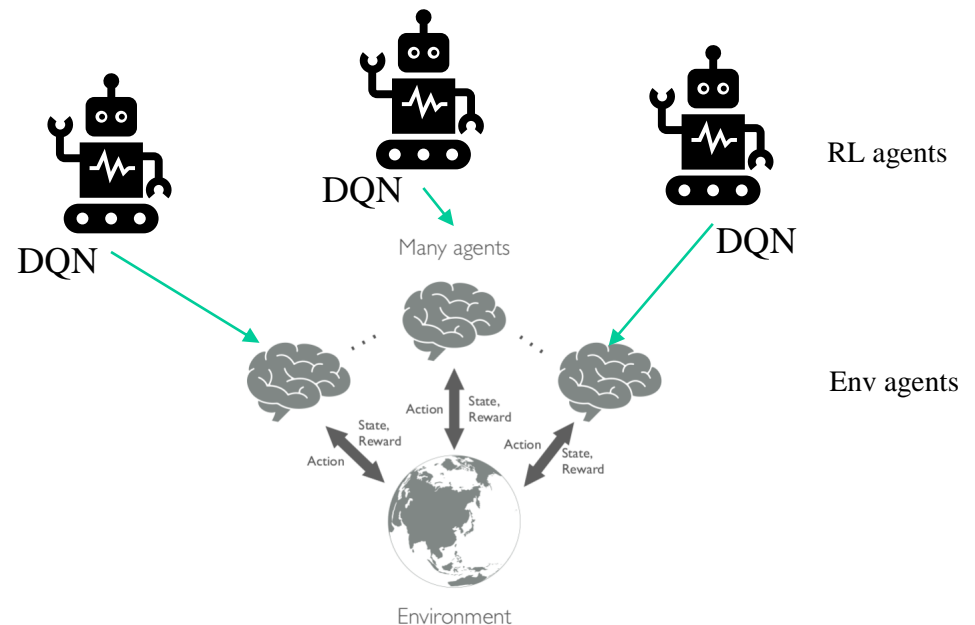 RL agents
DQN
DQN
DQN
Many agents
Env agents
Action
State,
Reward
Action
State,
Reward
Action
State,
Reward
Environment